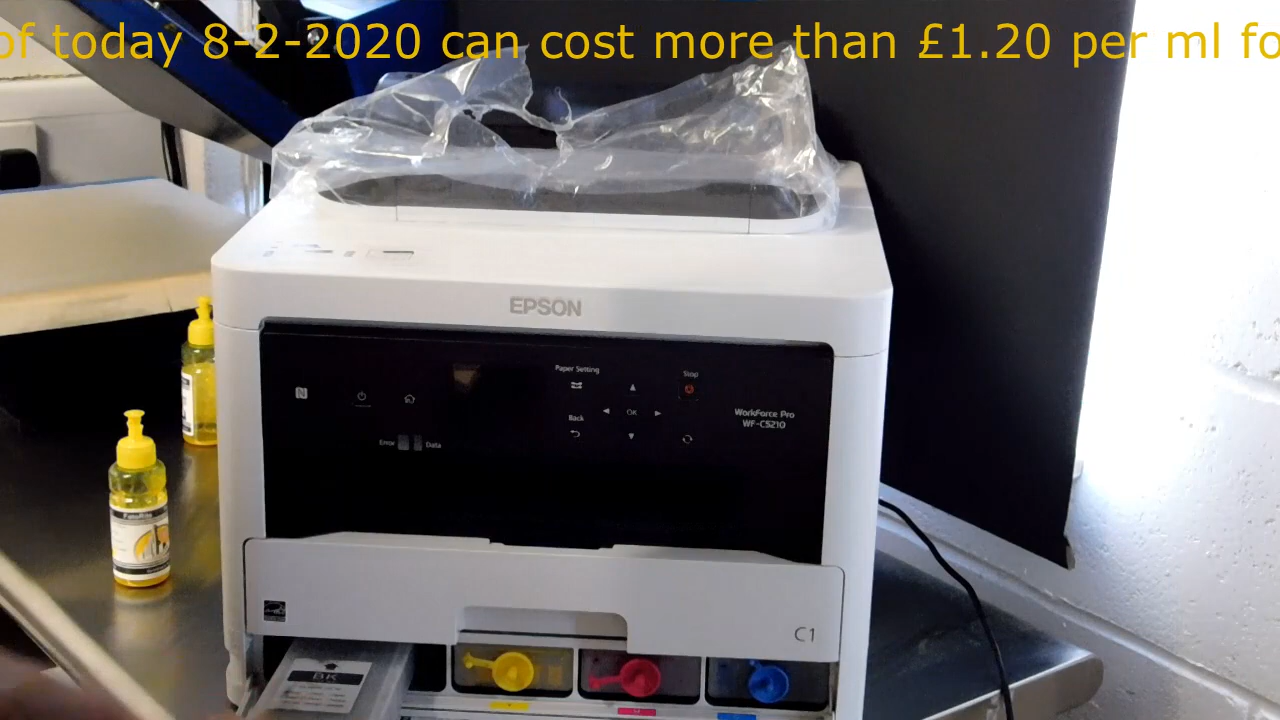 of today 8-2-2020 can cost more than £1.20 per ml fo
EPSON
Paper Setting
Stop
OK
Back
WorkForce Pro
WF-C5210
Error
Data
C1
BK